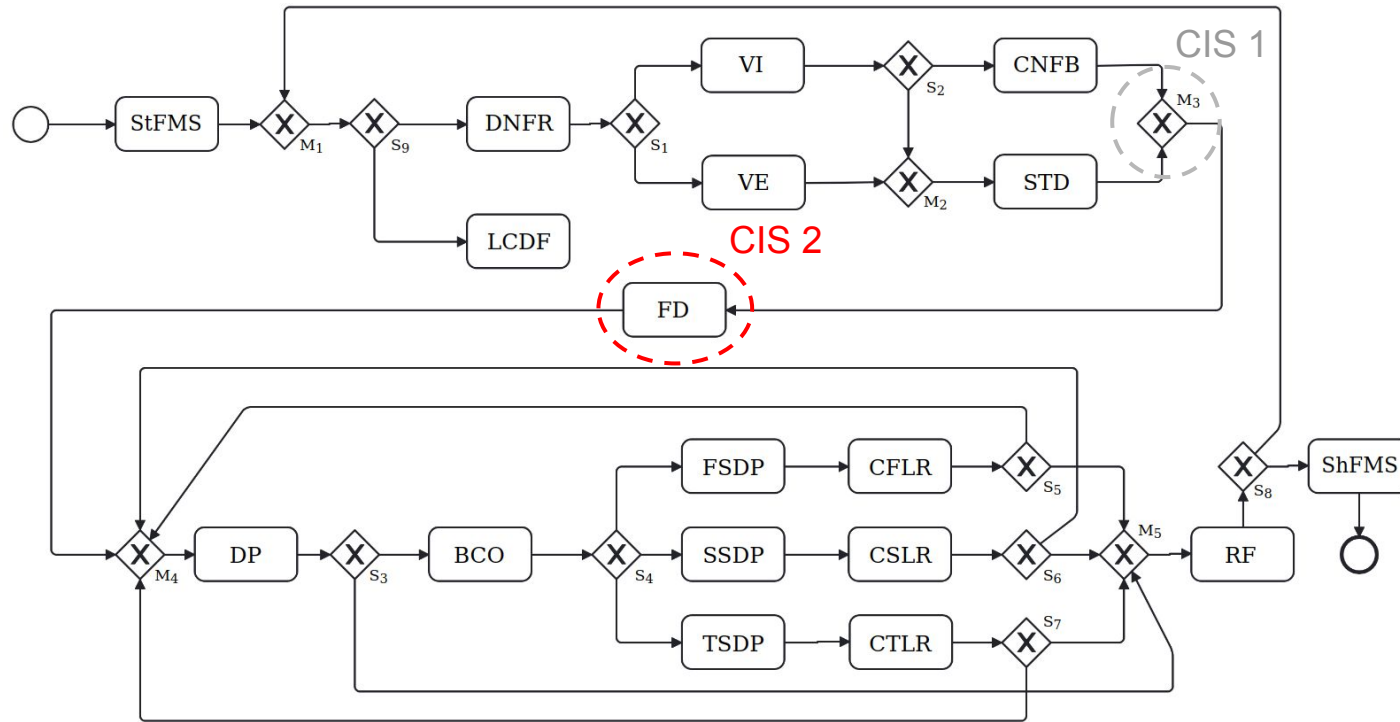 CIS 1
VI
CNFB
S2
M3
StFMS
DNFR
M1
S9
S1
VE
STD
M2
LCDF
CIS 2
FD
FSDP
CFLR
S5
S8
ShFMS
DP
BCO
SSDP
CSLR
M5
RF
M4
S3
S4
S6
TSDP
CTLR
S7